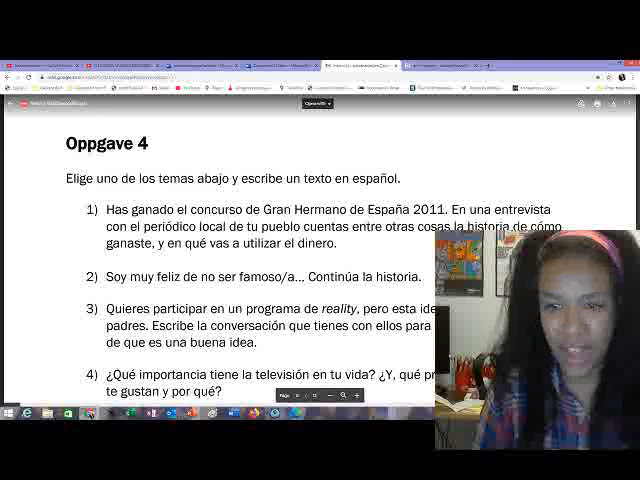 Oppgave 4
Elige uno de los temas abajo y escribe un texto en español.
1) Has ganado el concurso de Gran Hermano de España 2011. En una entrevista
con el periódico local de tu pueblo cuentas entre otras cosas la historia de cómo
ganaste, y en qué vas a utilizar el dinero.
2) Soy muy feliz de no ser famoso/a... Continúa la historia.
3) Quieres participar en un programa de reality, pero esta
padres. Escribe la conversación que tienes con ellos para
de que es una buena idea.
4) ¿Qué importancia tiene la televisión en tu vida? ¿Y, qué
te gustan y por qué?